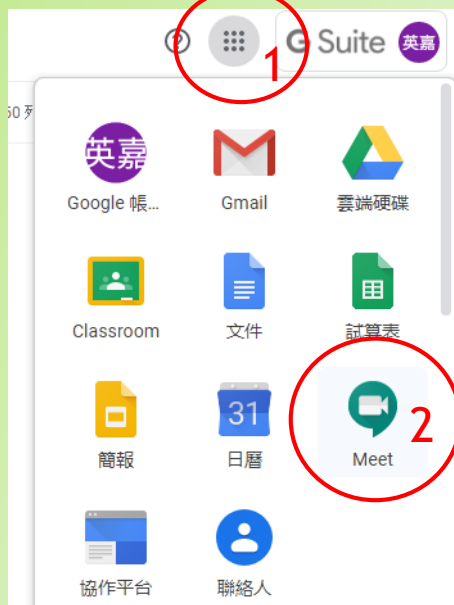 1
G Suite 英嘉
50 列
英嘉
Google 帳... Gmail 雲端硬碟
Classroom 文件 試算表
31
2
簡報 日曆 Meet
協作平台 聯絡人